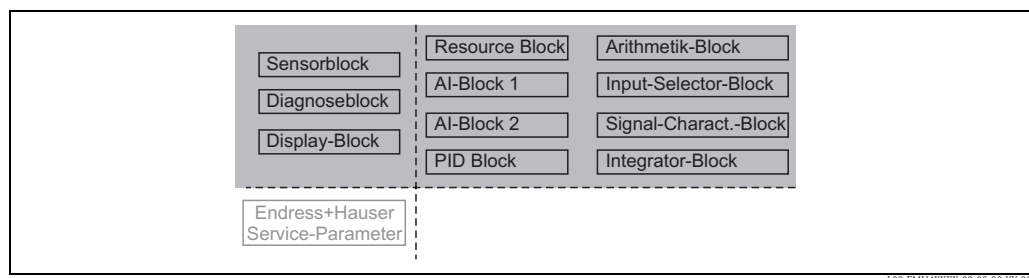 Sensorblock
Diagnoseblock
Display-Block
Resource Block
AI-Block 1
AI-Block 2
PID Block
Arithmetik-Block
Input-Selector-Block
Signal-Charact.-Block
Integrator-Block
Endress+Hauser
Service-Parameter